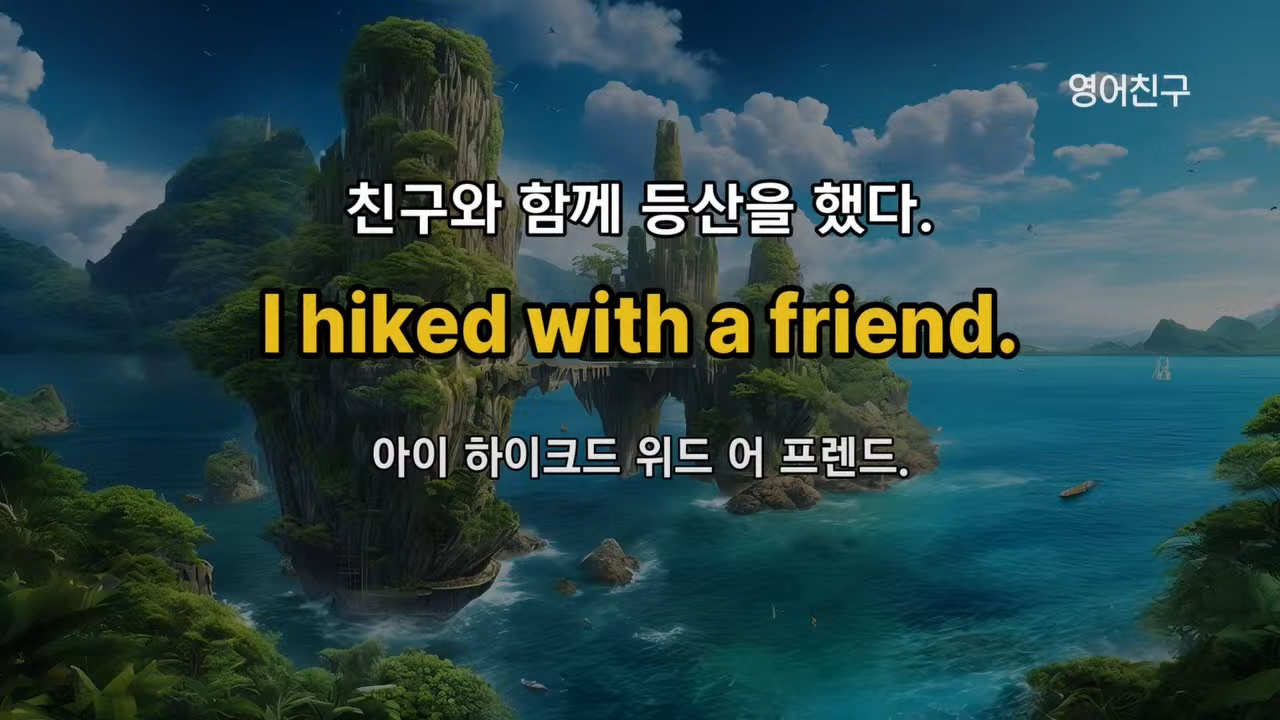 영어친구
친구와 함께 등산을 했다.
I hiked with a friend.
아이 하이크드 위드 어 프렌드.